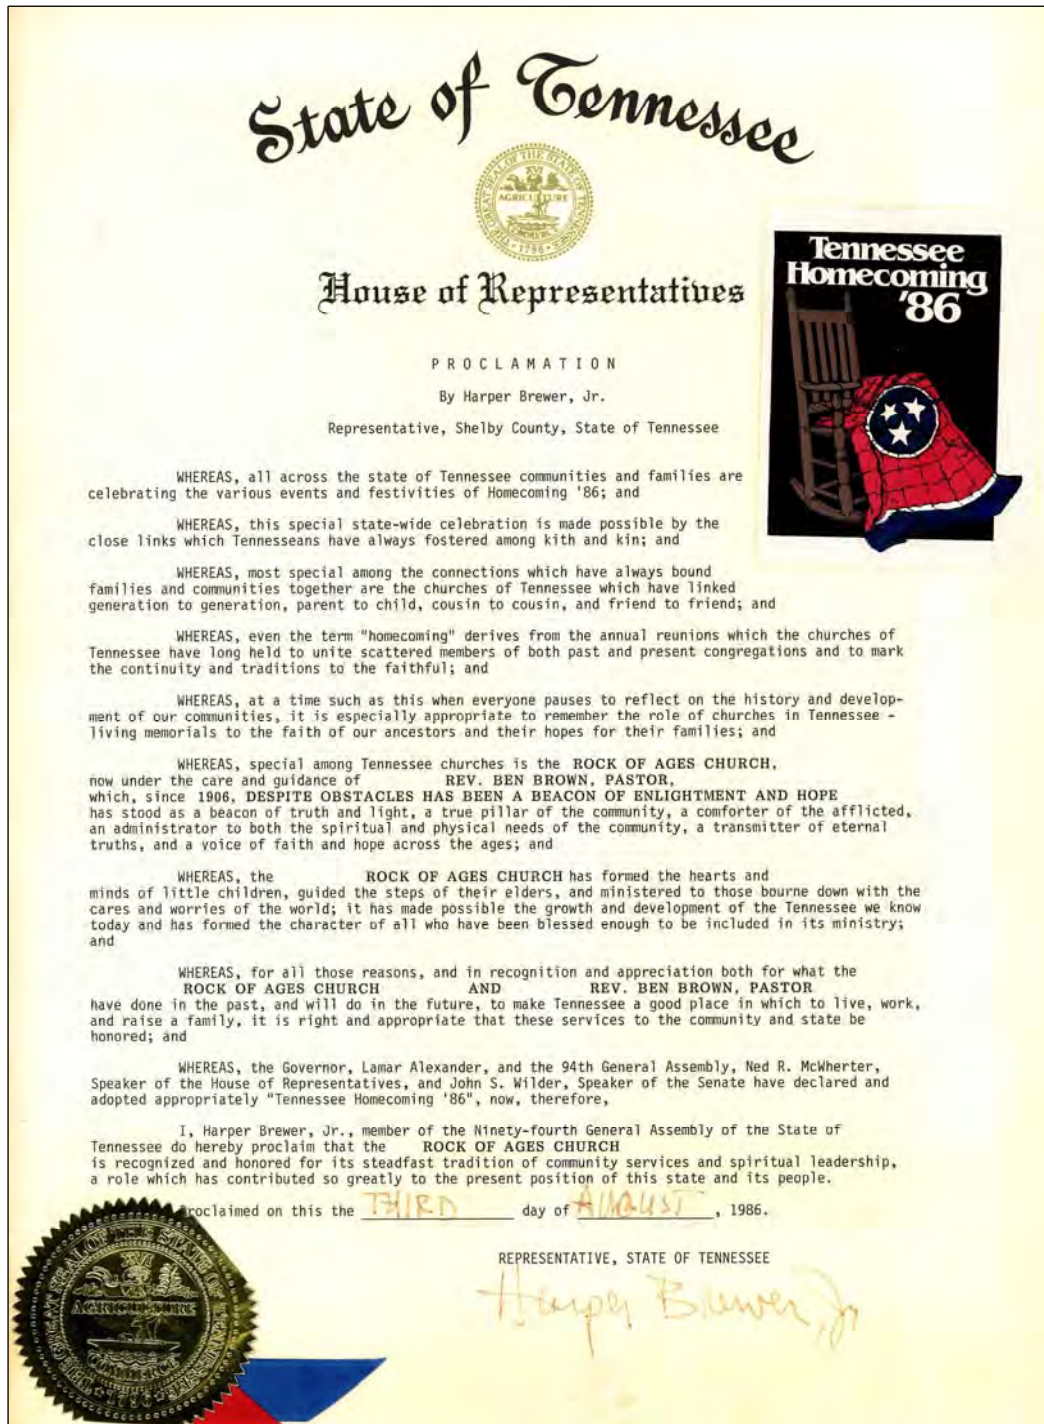 State of Tennessee
THE GREAT SEAL OF THE STATE OF TENNESSEE
XVI
AGRICULTURE
COMMERCE
1796
House of Representatives
Tennessee
Homecoming
'86
PROCLAMATION
By Harper Brewer, Jr.
Representative, Shelby County, State of Tennessee
WHEREAS, all across the state of Tennessee communities and families are
celebrating the various events and festivities of Homecoming '86; and
WHEREAS, this special state-wide celebration is made possible by the
close links which Tennesseans have always fostered among kith and kin; and
WHEREAS, most special among the connections which have always bound
families and communities together are the churches of Tennessee which have linked
generation to generation, parent to child, cousin to cousin, and friend to friend; and
WHEREAS, even the term "homecoming" derives from the annual reunions which the churches of
Tennessee have long held to unite scattered members of both past and present congregations and to mark
the continuity and traditions to the faithful; and
WHEREAS, at a time such as this when everyone pauses to reflect on the history and develop-
ment of our communities, it is especially appropriate to remember the role of churches in Tennessee -
living memorials to the faith of our ancestors and their hopes for their families; and
WHEREAS, special among Tennessee churches is the ROCK OF AGES CHURCH,
now under the care and guidance of REV. BEN BROWN, PASTOR,
which, since 1906, DESPITE OBSTACLES HAS BEEN A BEACON OF ENLIGHTMENT AND HOPE
has stood as a beacon of truth and light, a true pillar of the community, a comforter of the afflicted,
an administrator to both the spiritual and physical needs of the community, a transmitter of eternal
truths, and a voice of faith and hope across the ages; and
WHEREAS, the ROCK OF AGES CHURCH has formed the hearts and
minds of little children, guided the steps of their elders, and ministered to those bourne down with the
cares and worries of the world; it has made possible the growth and development of the Tennessee we know
today and has formed the character of all who have been blessed enough to be included in its ministry;
and
WHEREAS, for all those reasons, and in recognition and appreciation both for what the
ROCK OF AGES CHURCH AND REV. BEN BROWN, PASTOR
have done in the past, and will do in the future, to make Tennessee a good place in which to live, work,
and raise a family, it is right and appropriate that these services to the community and state be
honored; and
WHEREAS, the Governor, Lamar Alexander, and the 94th General Assembly, Ned R. McWherter,
Speaker of the House of Representatives, and John S. Wilder, Speaker of the Senate have declared and
adopted appropriately "Tennessee Homecoming '86", now, therefore,
I, Harper Brewer, Jr., member of the Ninety-fourth General Assembly of the State of
Tennessee do hereby proclaim that the ROCK OF AGES CHURCH
is recognized and honored for its steadfast tradition of community services and spiritual leadership,
a role which has contributed so greatly to the present position of this state and its people.
roclaimed on this the THIRD day of AUGUST, 1986.
REPRESENTATIVE, STATE OF TENNESSEE
Harper Brewer, Jr
THE GREAT SEAL OF THE STATE OF TENNESSEE
XVI
AGRICULTURE
COMMERCE
1796